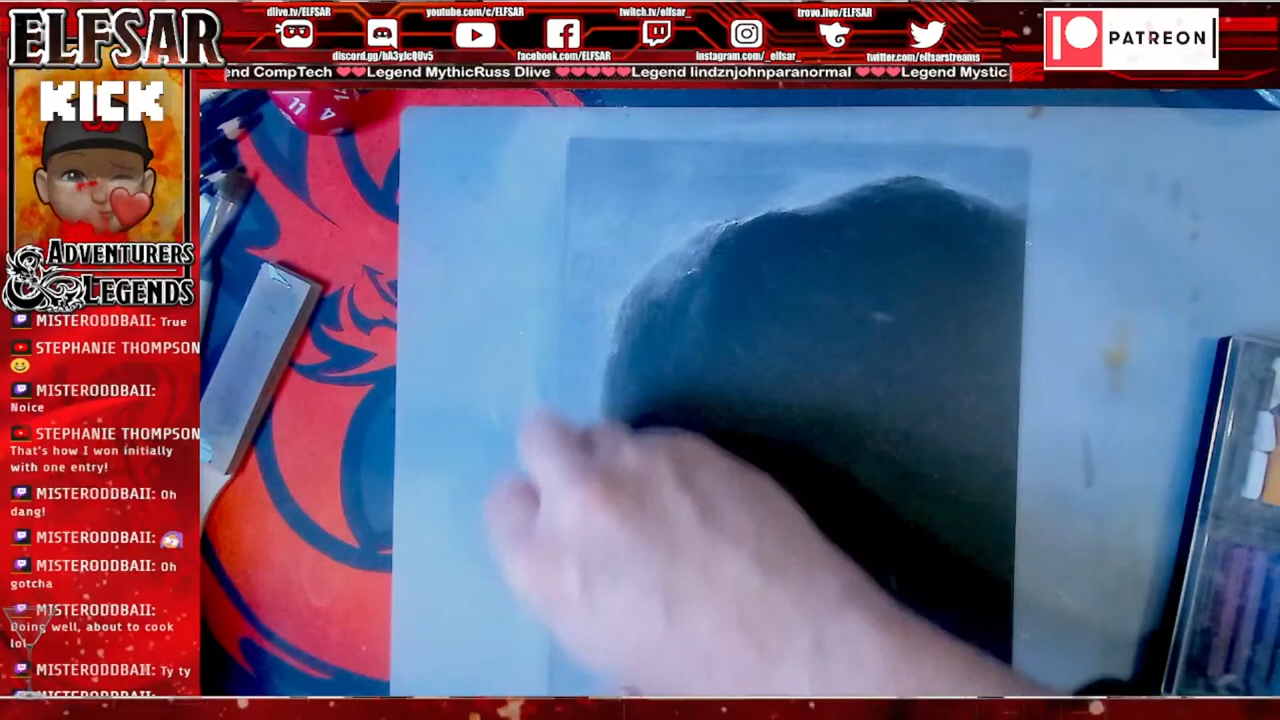 ELFSAR
KICK
ADVENTURERS
& LEGENDS
dlive.tv/ELFSAR
discord.gg/hA3yJcQUv5
youtube.com/c/ELFSAR
facebook.com/ELFSAR
twitch.tv/elfsar_
instagram.com/_elfsar_
trovo.live/ELFSAR
twitter.com/elfsarstreams
PATREON
end CompTech ❤❤Legend MythicRuss Dlive ❤❤❤❤❤Legend lindznjohnparanormal ❤❤❤Legend Mystic
11
4
MISTERODDBAII: True
STEPHANIE THOMPSON
MISTERODDBAII:
Noice
STEPHANIE THOMPSON
That's how I won initially
with one entry!
MISTERODDBAII: Oh
dang!
MISTERODDBAII:
MISTERODDBAII: Oh
gotcha
MISTERODDBAII:
Doing well, about to cook
lol
MISTERODDBAII: Ty ty